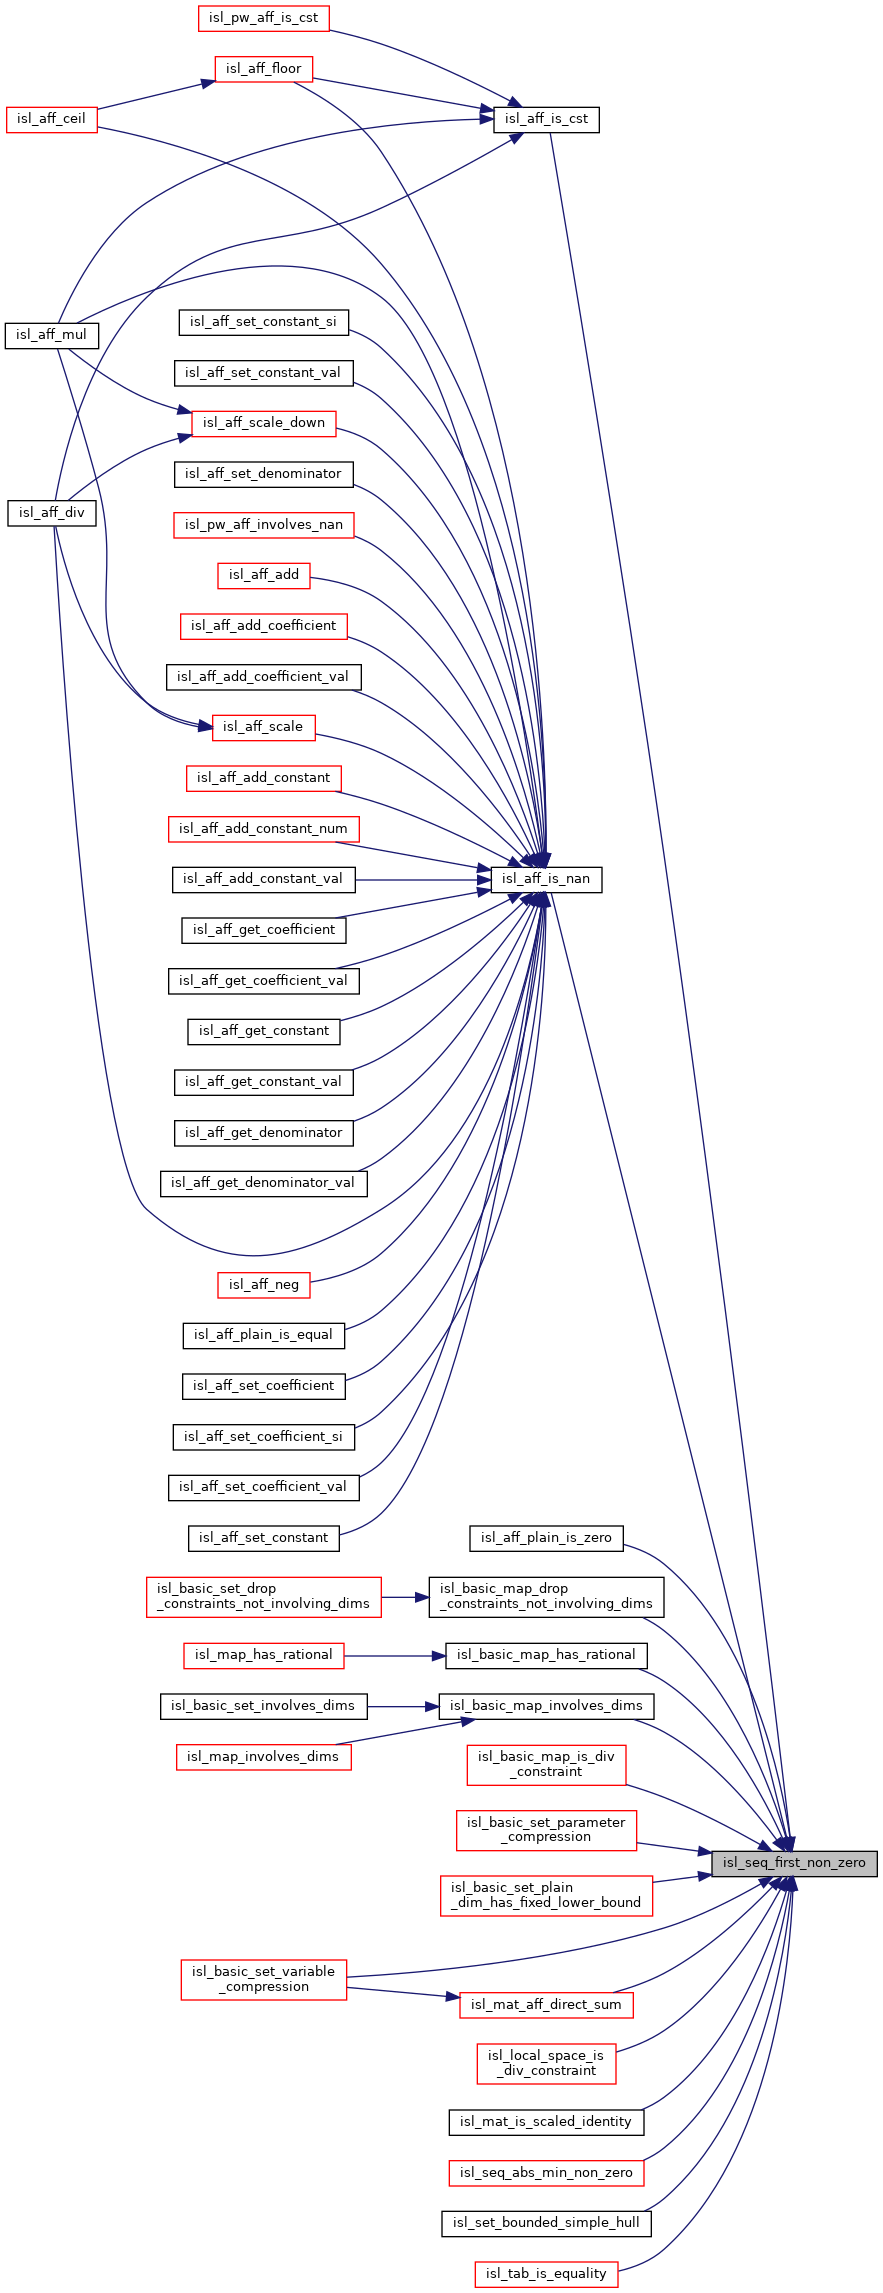 isl_pw_aff_is_cst
isl_aff_floor
isl_aff_ceil
isl_aff_is_cst
isl_aff_mul
isl_aff_set_constant_si
isl_aff_set_constant_val
isl_aff_scale_down
isl_aff_set_denominator
isl_aff_div
isl_pw_aff_involves_nan
isl_aff_add
isl_aff_add_coefficient
isl_aff_add_coefficient_val
isl_aff_scale
isl_aff_add_constant
isl_aff_add_constant_num
isl_aff_add_constant_val
isl_aff_is_nan
isl_aff_get_coefficient
isl_aff_get_coefficient_val
isl_aff_get_constant
isl_aff_get_constant_val
isl_aff_get_denominator
isl_aff_get_denominator_val
isl_aff_neg
isl_aff_plain_is_equal
isl_aff_set_coefficient
isl_aff_set_coefficient_si
isl_aff_set_coefficient_val
isl_aff_set_constant
isl_aff_plain_is_zero
isl_basic_set_drop
_constraints_not_involving_dims
isl_basic_map_drop
_constraints_not_involving_dims
isl_map_has_rational
isl_basic_map_has_rational
isl_basic_set_involves_dims
isl_basic_map_involves_dims
isl_map_involves_dims
isl_basic_map_is_div
_constraint
isl_basic_set_parameter
_compression
isl_seq_first_non_zero
isl_basic_set_plain
_dim_has_fixed_lower_bound
isl_basic_set_variable
_compression
isl_mat_aff_direct_sum
isl_local_space_is
_div_constraint
isl_mat_is_scaled_identity
isl_seq_abs_min_non_zero
isl_set_bounded_simple_hull
isl_tab_is_equality